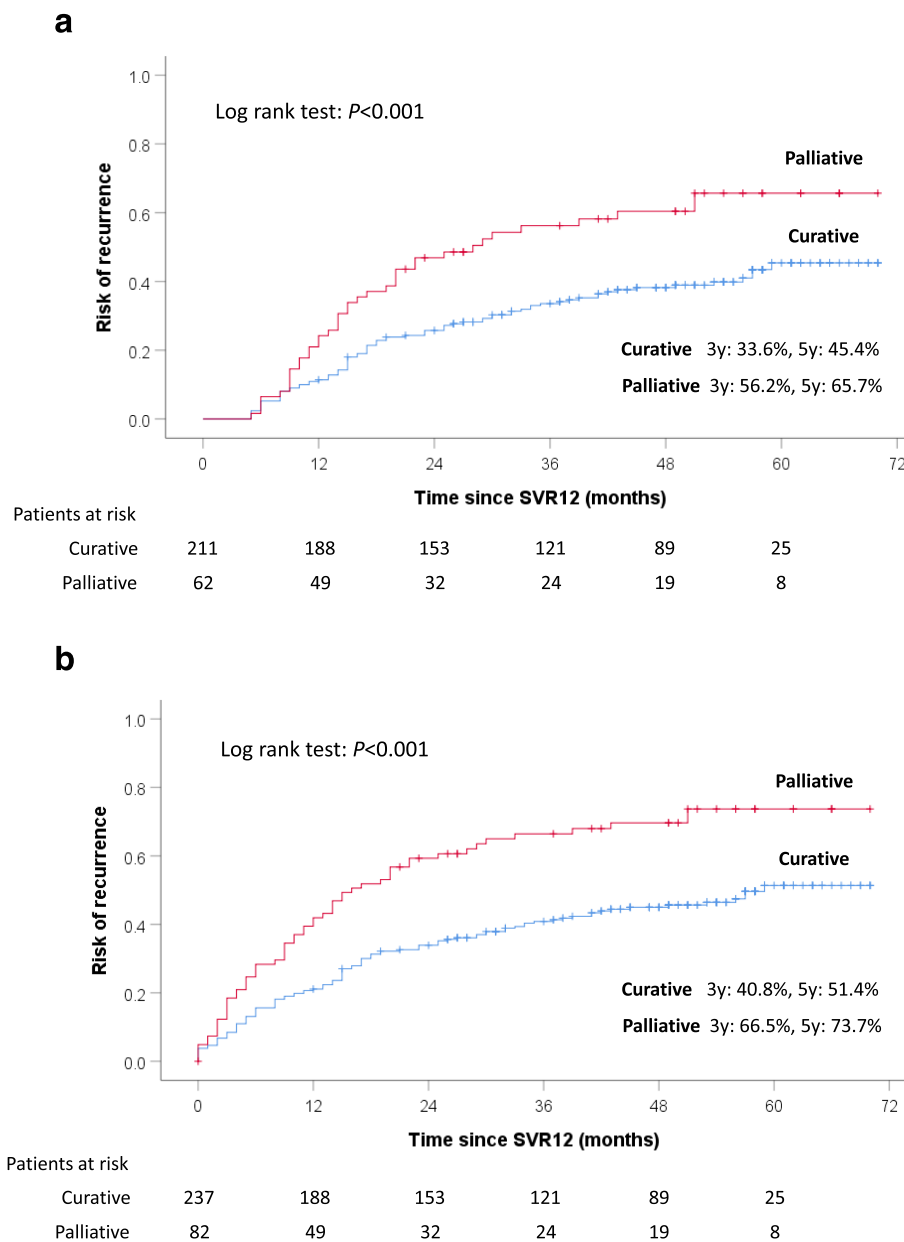 a
1.0
0.8
0.6
0.4
0.2
0.0
Risk of recurrence
Log rank test: P<0.001
Palliative
Curative
Curative 3y: 33.6%, 5y: 45.4%
Palliative 3y: 56.2%, 5y: 65.7%
0 12 24 36 48 60 72
Time since SVR12 (months)
Patients at risk
Curative 211 188 153 121 89 25
Palliative 62 49 32 24 19 8
b
1.0
0.8
0.6
0.4
0.2
0.0
Risk of recurrence
Log rank test: P<0.001
Palliative
Curative
Curative 3y: 40.8%, 5y: 51.4%
Palliative 3y: 66.5%, 5y: 73.7%
0 12 24 36 48 60 72
Time since SVR12 (months)
Patients at risk
Curative 237 188 153 121 89 25
Palliative 82 49 32 24 19 8